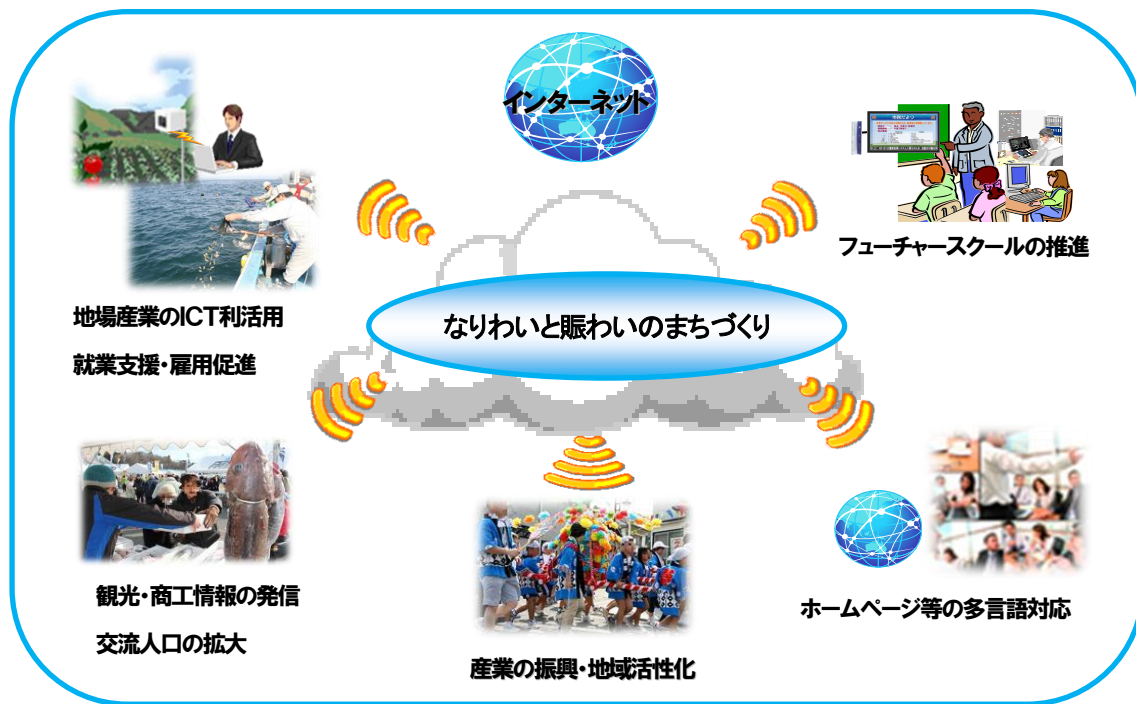 インターネット
フューチャースクールの推進
地場産業のICT利活用
就業支援・雇用促進
なりわいと賑わいのまちづくり
観光・商工情報の発信
交流人口の拡大
ホームページ等の多言語対応
産業の振興・地域活性化